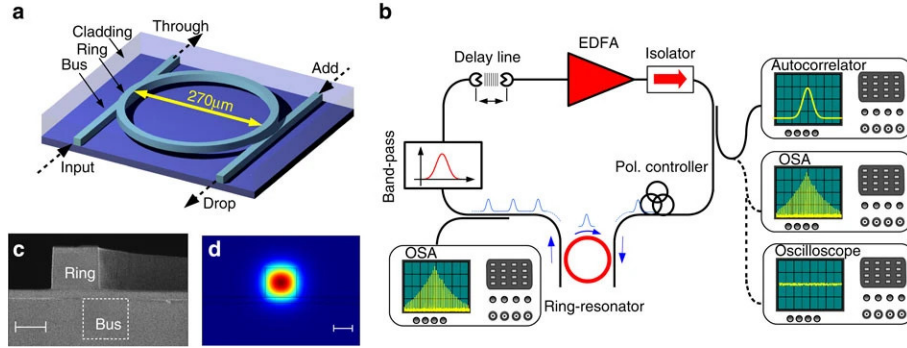 a
Cladding
Through
Ring
Bus
Add
270μm
Input
Drop
b
Delay line
EDFA
Isolator
Autocorrelator
Band-pass
Pol. controller
OSA
OSA
Oscilloscope
Ring-resonator
c
Ring
Bus
d